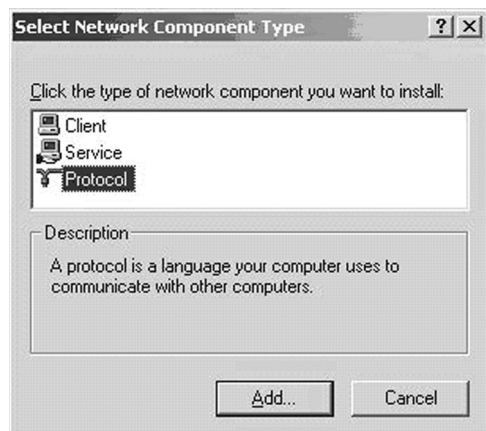 Select Network Component Type
Click the type of network component you want to install:
Client
Service
Protocol
Description
A protocol is a language your computer uses to
communicate with other computers.
Add...
Cancel